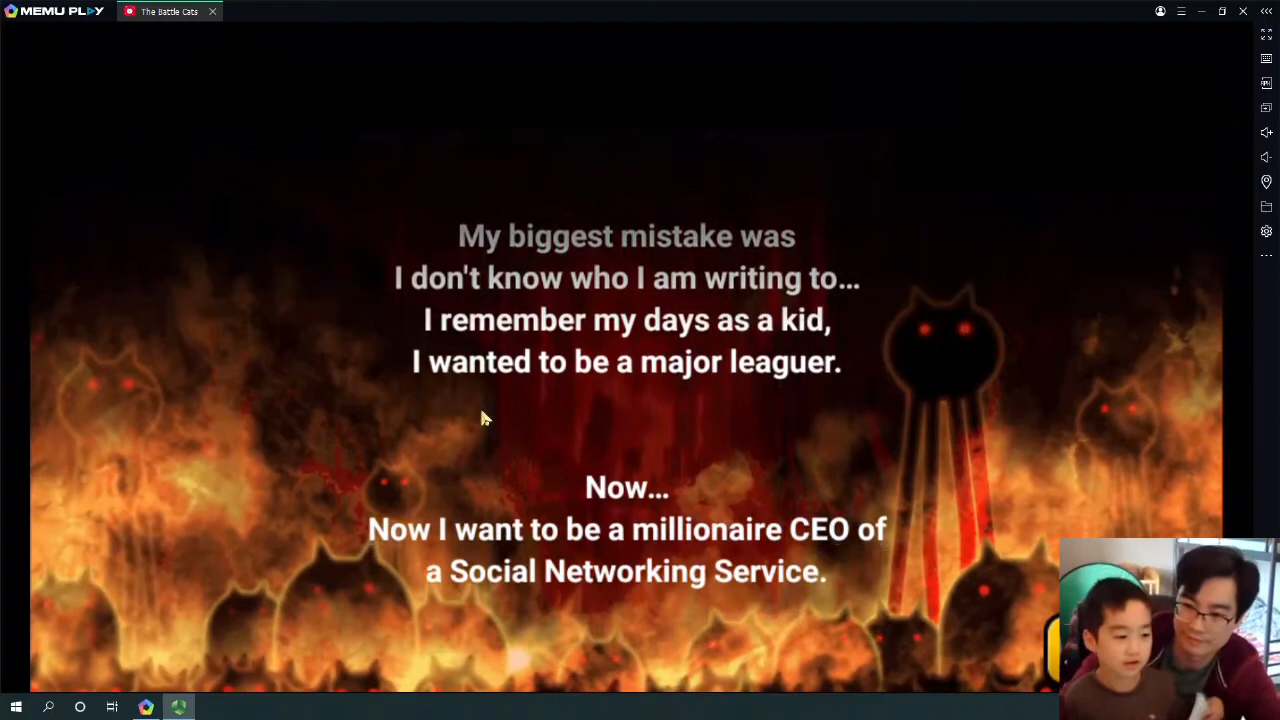 MEMU PLAY
The Battle Cats
My biggest mistake was
I don't know who I am writing to...
I remember my days as a kid,
I wanted to be a major leaguer.
Now...
Now I want to be a millionaire CEO of
a Social Networking Service.